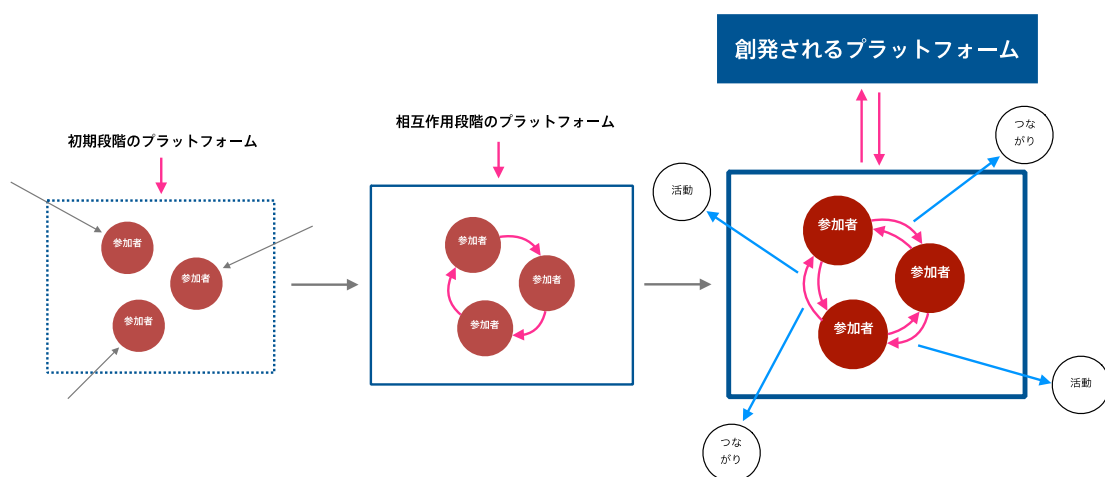 創発されるプラットフォーム
相互作用段階のプラットフォーム
初期段階のプラットフォーム
参加者
参加者
参加者
参加者
参加者
参加者
つな
がり
活動
参加者
参加者
参加者
活動
つな
がり